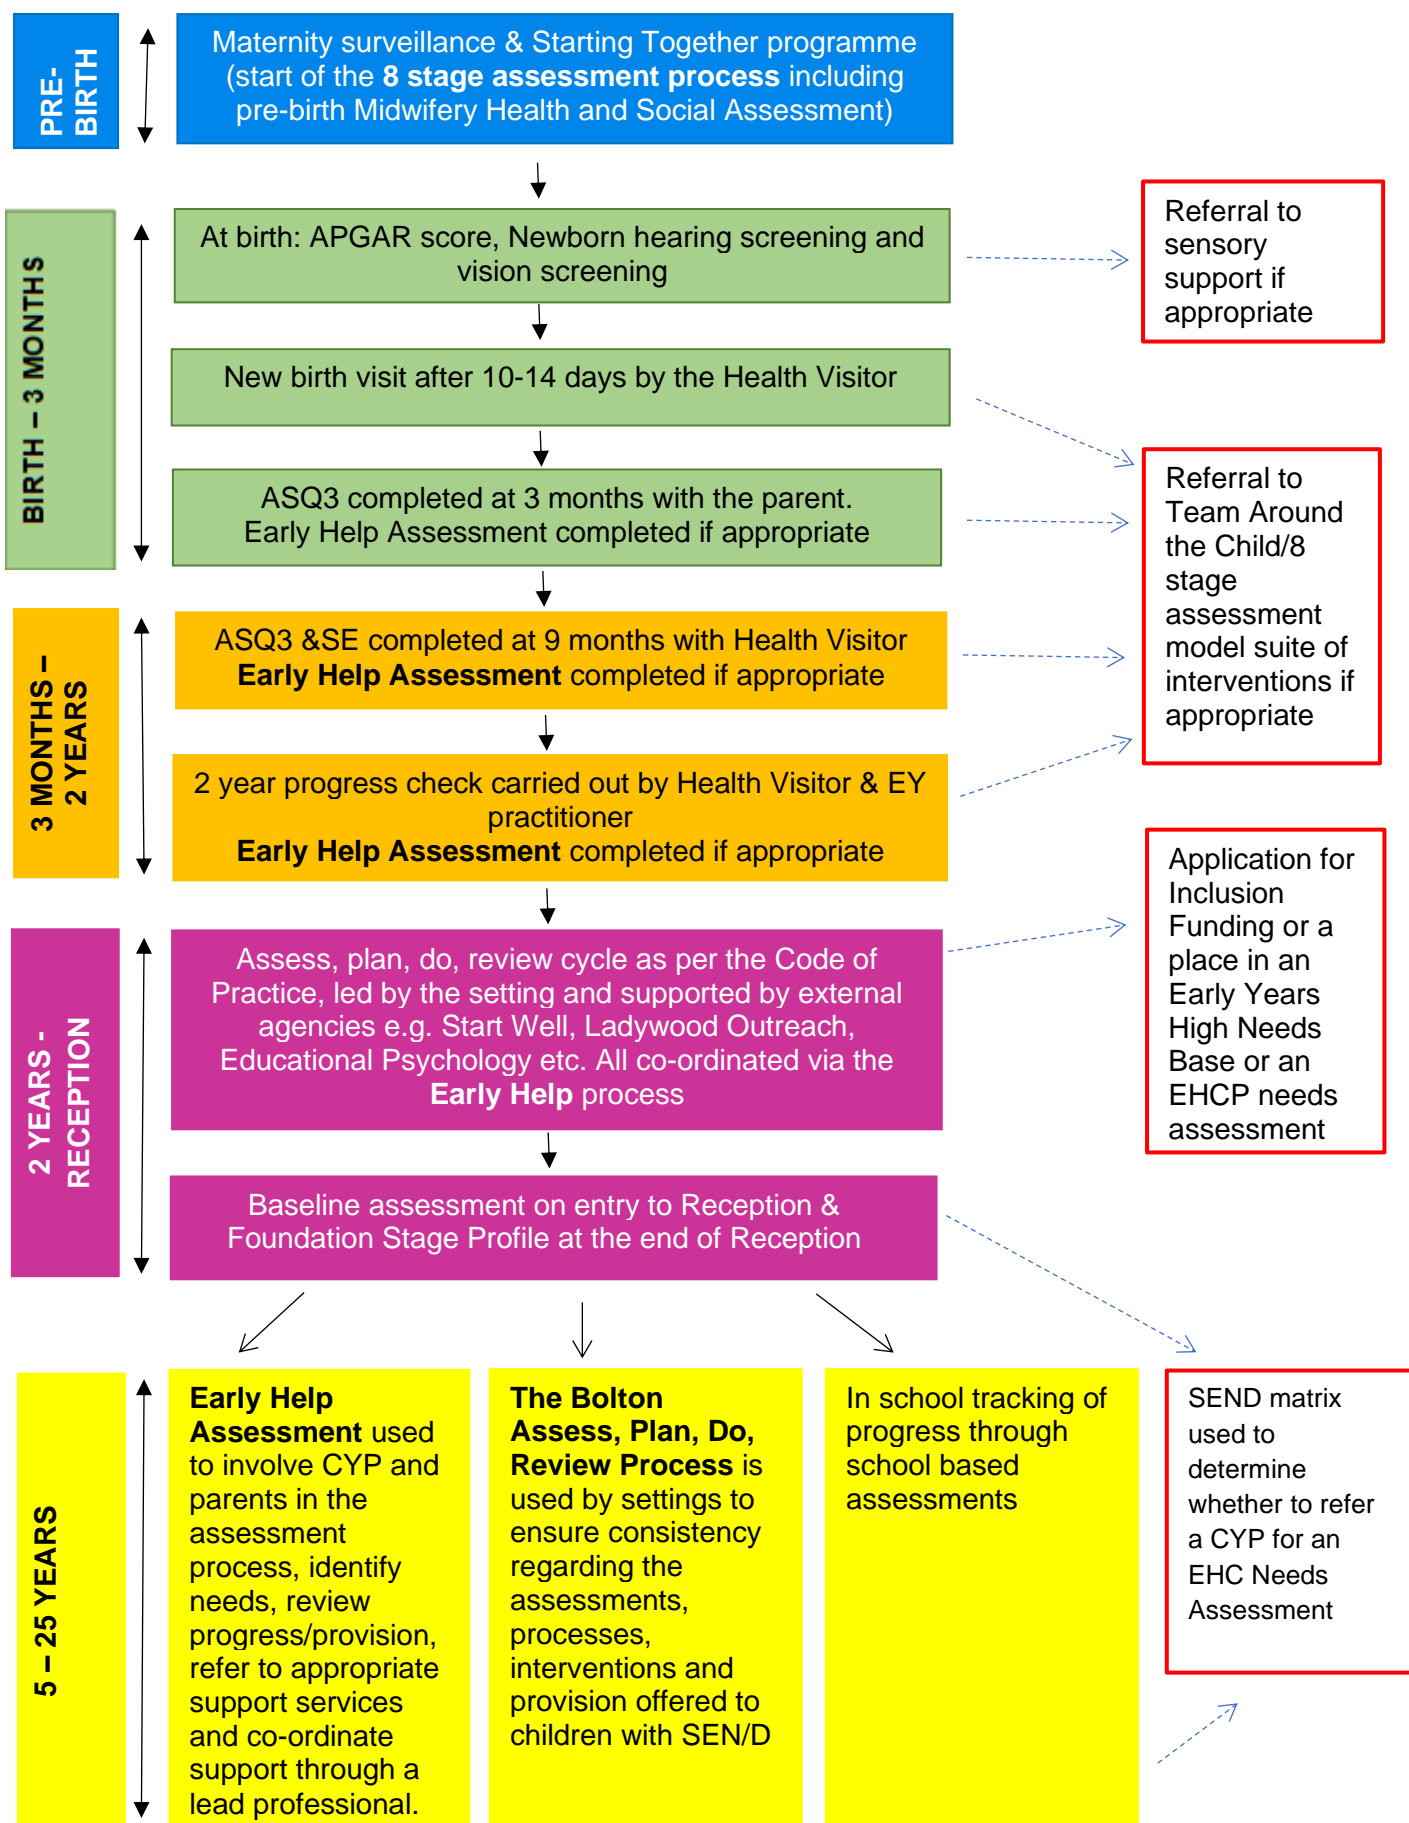 PRE-
BIRTH
Maternity surveillance & Starting Together programme
(start of the 8 stage assessment process including
pre-birth Midwifery Health and Social Assessment)
BIRTH – 3 MONTHS
At birth: APGAR score, Newborn hearing screening and
vision screening
Referral to
sensory
support if
appropriate
New birth visit after 10-14 days by the Health Visitor
ASQ3 completed at 3 months with the parent.
Early Help Assessment completed if appropriate
Referral to
Team Around
the Child/8
stage
assessment
model suite of
interventions if
appropriate
3 MONTHS –
2 YEARS
ASQ3 &SE completed at 9 months with Health Visitor
Early Help Assessment completed if appropriate
2 year progress check carried out by Health Visitor & EY
practitioner
Early Help Assessment completed if appropriate
Application for
Inclusion
Funding or a
place in an
Early Years
High Needs
Base or an
EHCP needs
assessment
2 YEARS -
RECEPTION
Assess, plan, do, review cycle as per the Code of
Practice, led by the setting and supported by external
agencies e.g. Start Well, Ladywood Outreach,
Educational Psychology etc. All co-ordinated via the
Early Help process
Baseline assessment on entry to Reception &
Foundation Stage Profile at the end of Reception
5 – 25 YEARS
Early Help
Assessment used
to involve CYP and
parents in the
assessment
process, identify
needs, review
progress/provision,
refer to appropriate
support services
and co-ordinate
support through a
lead professional.
The Bolton
Assess, Plan, Do,
Review Process is
used by settings to
ensure consistency
regarding the
assessments,
processes,
interventions and
provision offered to
children with SEN/D
In school tracking of
progress through
school based
assessments
SEND matrix
used to
determine
whether to refer
a CYP for an
EHC Needs
Assessment